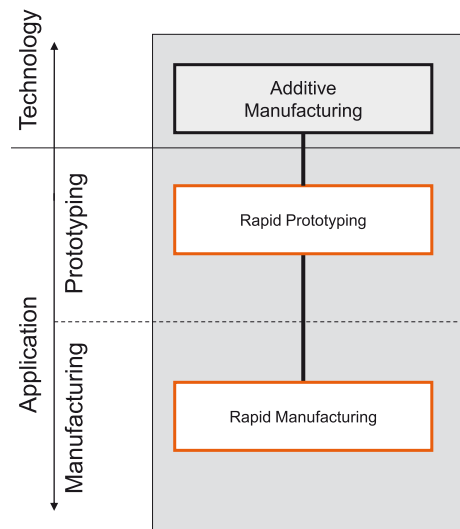 Technology
Additive
Manufacturing
Application
Prototyping
Rapid Prototyping
Manufacturing
Rapid Manufacturing